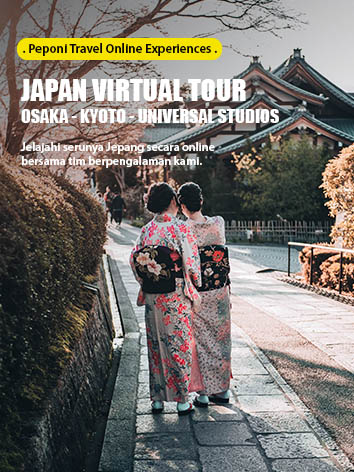 . Peponi Travel Online Experiences .
JAPAN VIRTUAL TOUR
OSAKA - KYOTO - UNIVERSAL STUDIOS
Jelajahi serunya Jepang secara online
bersama tim berpengalaman kami.